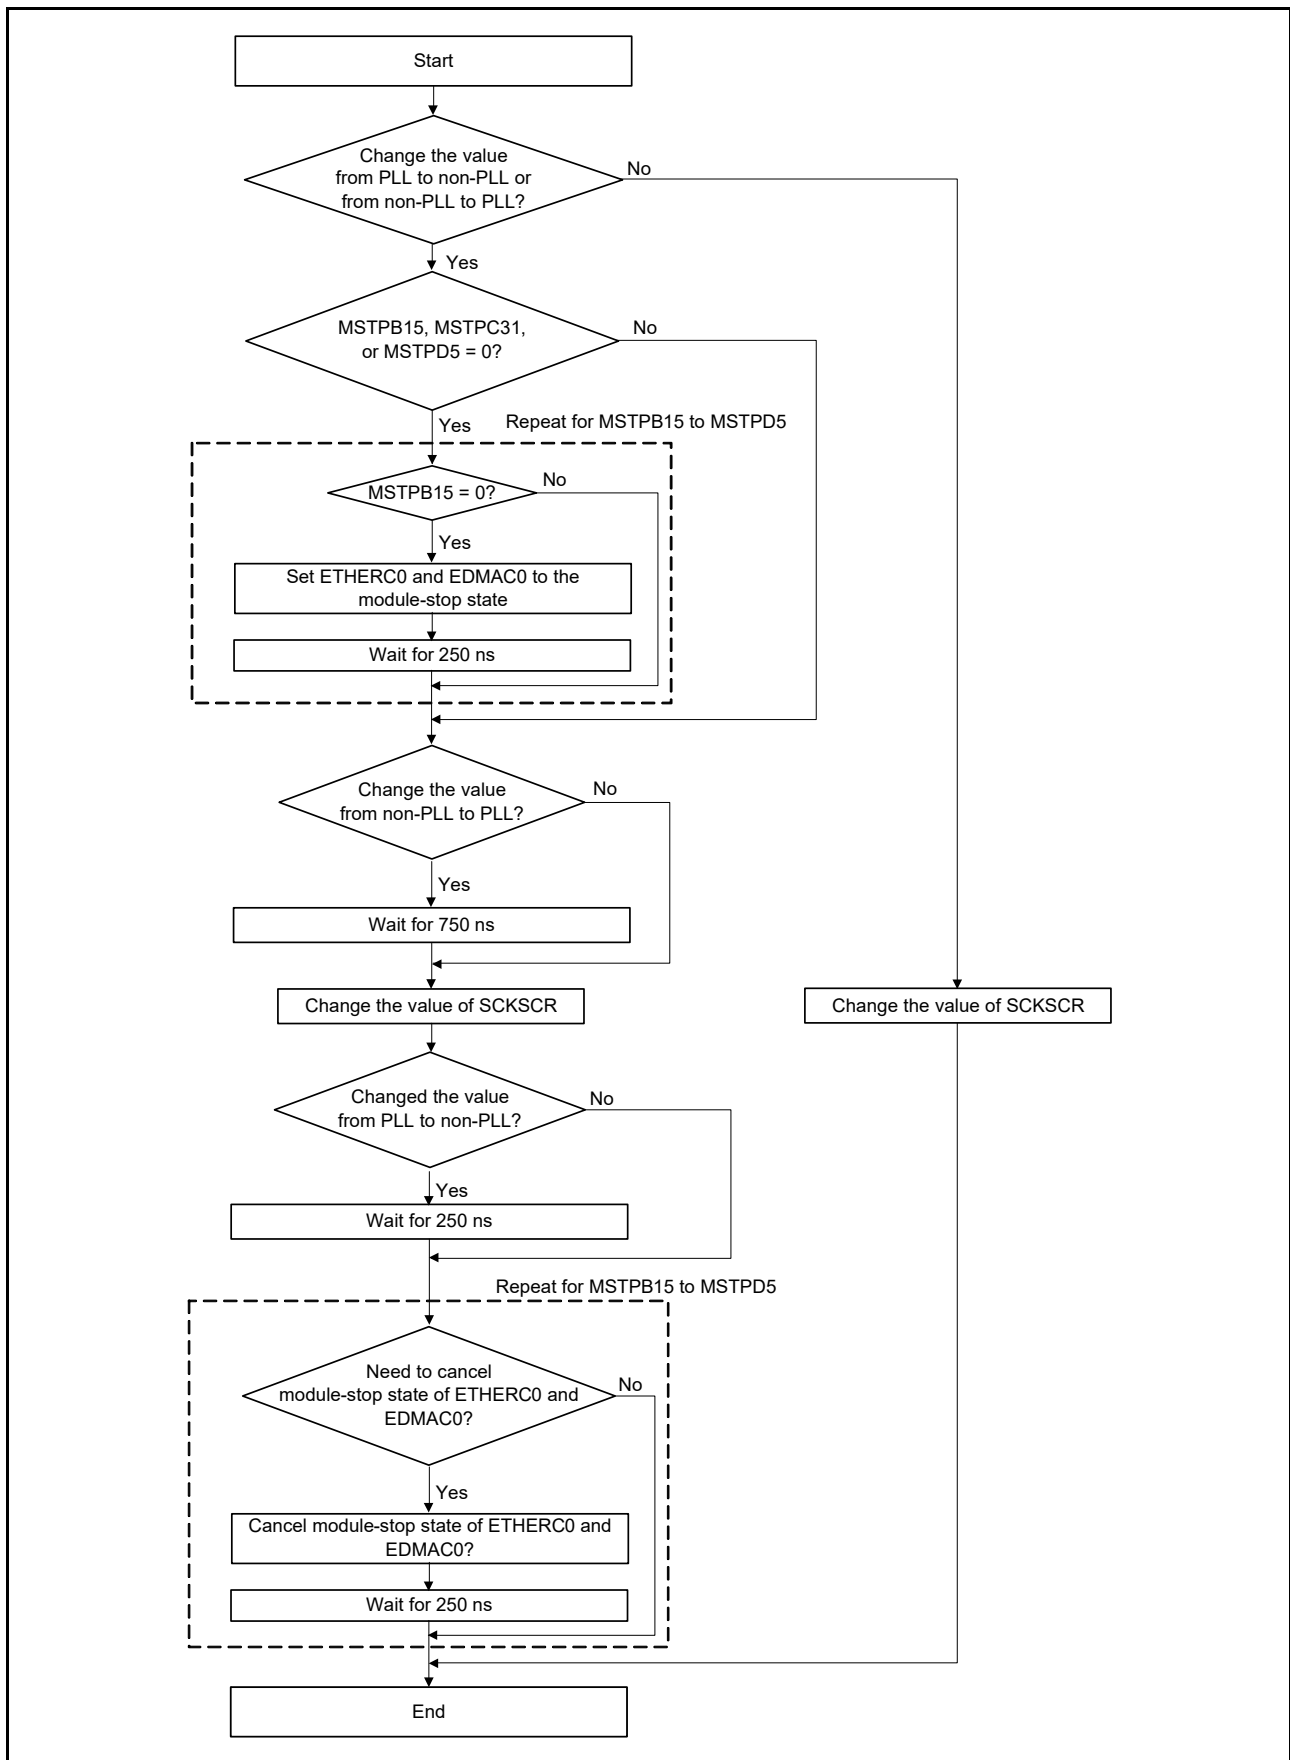 Start
Change the value
from PLL to non-PLL or
from non-PLL to PLL?
No
Yes
MSTPB15, MSTPC31,
or MSTPD5 = 0?
No
Yes
Repeat for MSTPB15 to MSTPD5
MSTPB15 = 0?
No
Yes
Set ETHERC0 and EDMAC0 to the
module-stop state
Wait for 250 ns
Change the value
from non-PLL to PLL?
No
Yes
Wait for 750 ns
Change the value of SCKSCR
Change the value of SCKSCR
Changed the value
from PLL to non-PLL?
No
Yes
Wait for 250 ns
Repeat for MSTPB15 to MSTPD5
Need to cancel
module-stop state of ETHERC0 and
EDMAC0?
No
Yes
Cancel module-stop state of ETHERC0 and
EDMAC0?
Wait for 250 ns
End